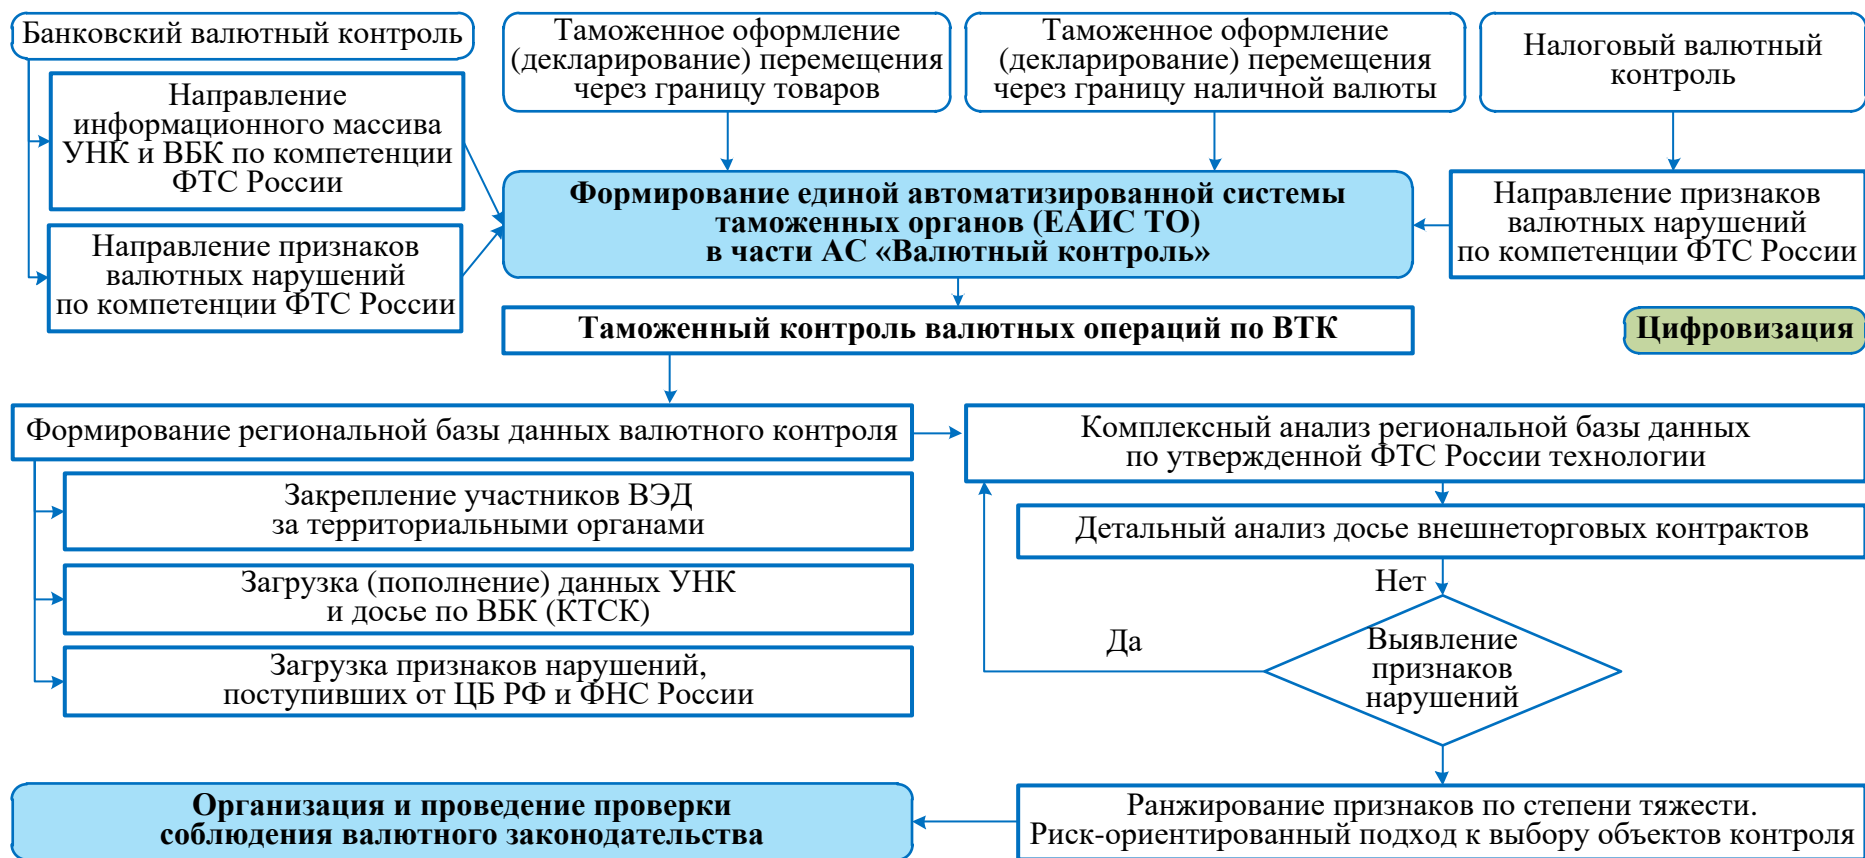 Банковский валютный контроль
Направление
информационного массива
УНК и ВБК по компетенции
ФТС России
Направление признаков
валютных нарушений
по компетенции ФТС России
Таможенное оформление
(декларирование) перемещения
через границу товаров
Таможенное оформление
(декларирование) перемещения
через границу наличной валюты
Налоговый валютный
контроль
Направление признаков
валютных нарушений
по компетенции ФТС России
Формирование единой автоматизированной системы
таможенных органов (ЕАИС ТО)
в части АС «Валютный контроль»
Таможенный контроль валютных операций по ВТК
Цифровизация
Формирование региональной базы данных валютного контроля
Закрепление участников ВЭД
за территориальными органами
Загрузка (пополнение) данных УНК
и досье по ВБК (КТСК)
Загрузка признаков нарушений,
поступивших от ЦБ РФ и ФНС России
Комплексный анализ региональной базы данных
по утвержденной ФТС России технологии
Детальный анализ досье внешнеторговых контрактов
Нет
Да
Выявление
признаков
нарушений
Ранжирование признаков по степени тяжести.
Риск-ориентированный подход к выбору объектов контроля
Организация и проведение проверки
соблюдения валютного законодательства